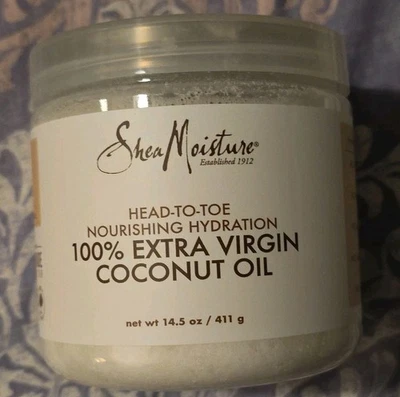 SheaMoisture®
Established 1912
HEAD-TO-TOE
NOURISHING HYDRATION
100% EXTRA VIRGIN
COCONUT OIL
net wt 14.5 oz / 411 g